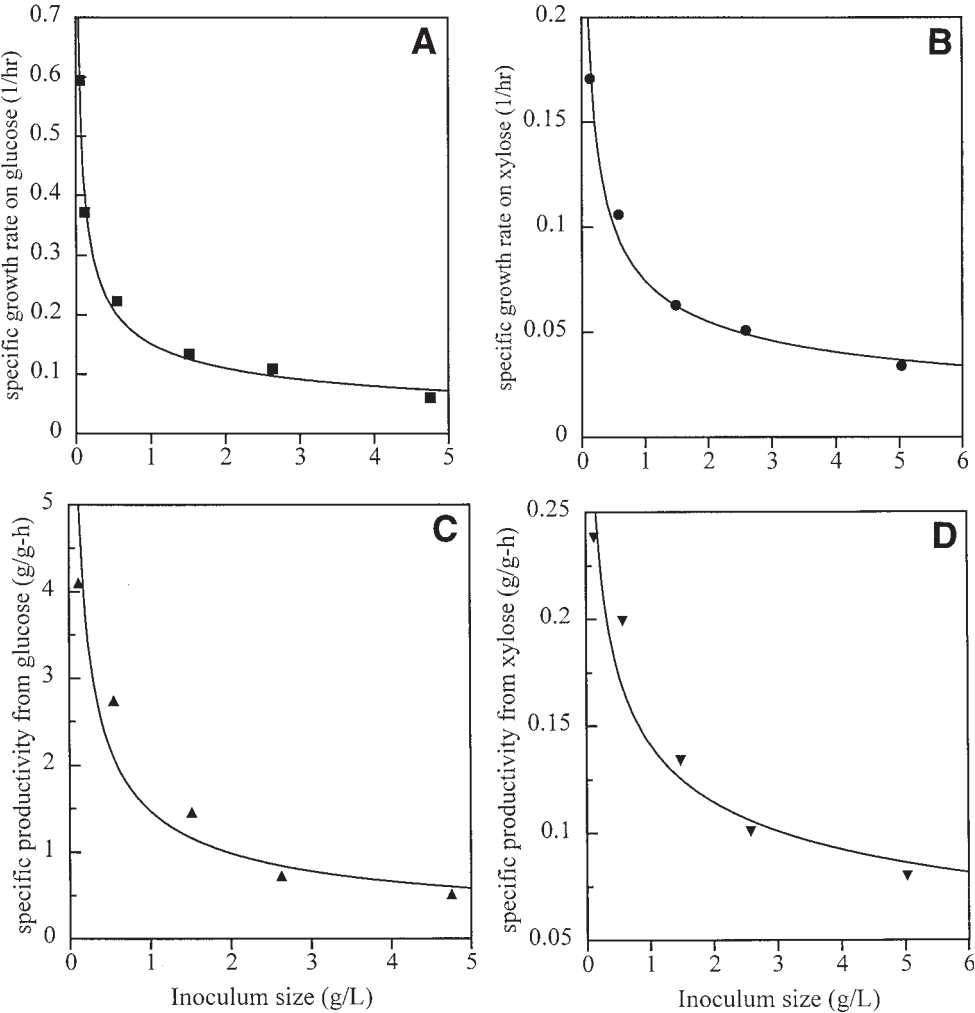 A
specific growth rate on glucose (1/hr)
0.7
0.6
0.5
0.4
0.3
0.2
0.1
0
0 1 2 3 4 5
B
specific growth rate on xylose (1/hr)
0.2
0.15
0.1
0.05
0
0 1 2 3 4 5 6
C
specific productivity from glucose (g/g-h)
5
4
3
2
1
0
0 1 2 3 4 5
Inoculum size (g/L)
D
specific productivity from xylose (g/g-h)
0.25
0.2
0.15
0.1
0.05
0 1 2 3 4 5 6
Inoculum size (g/L)